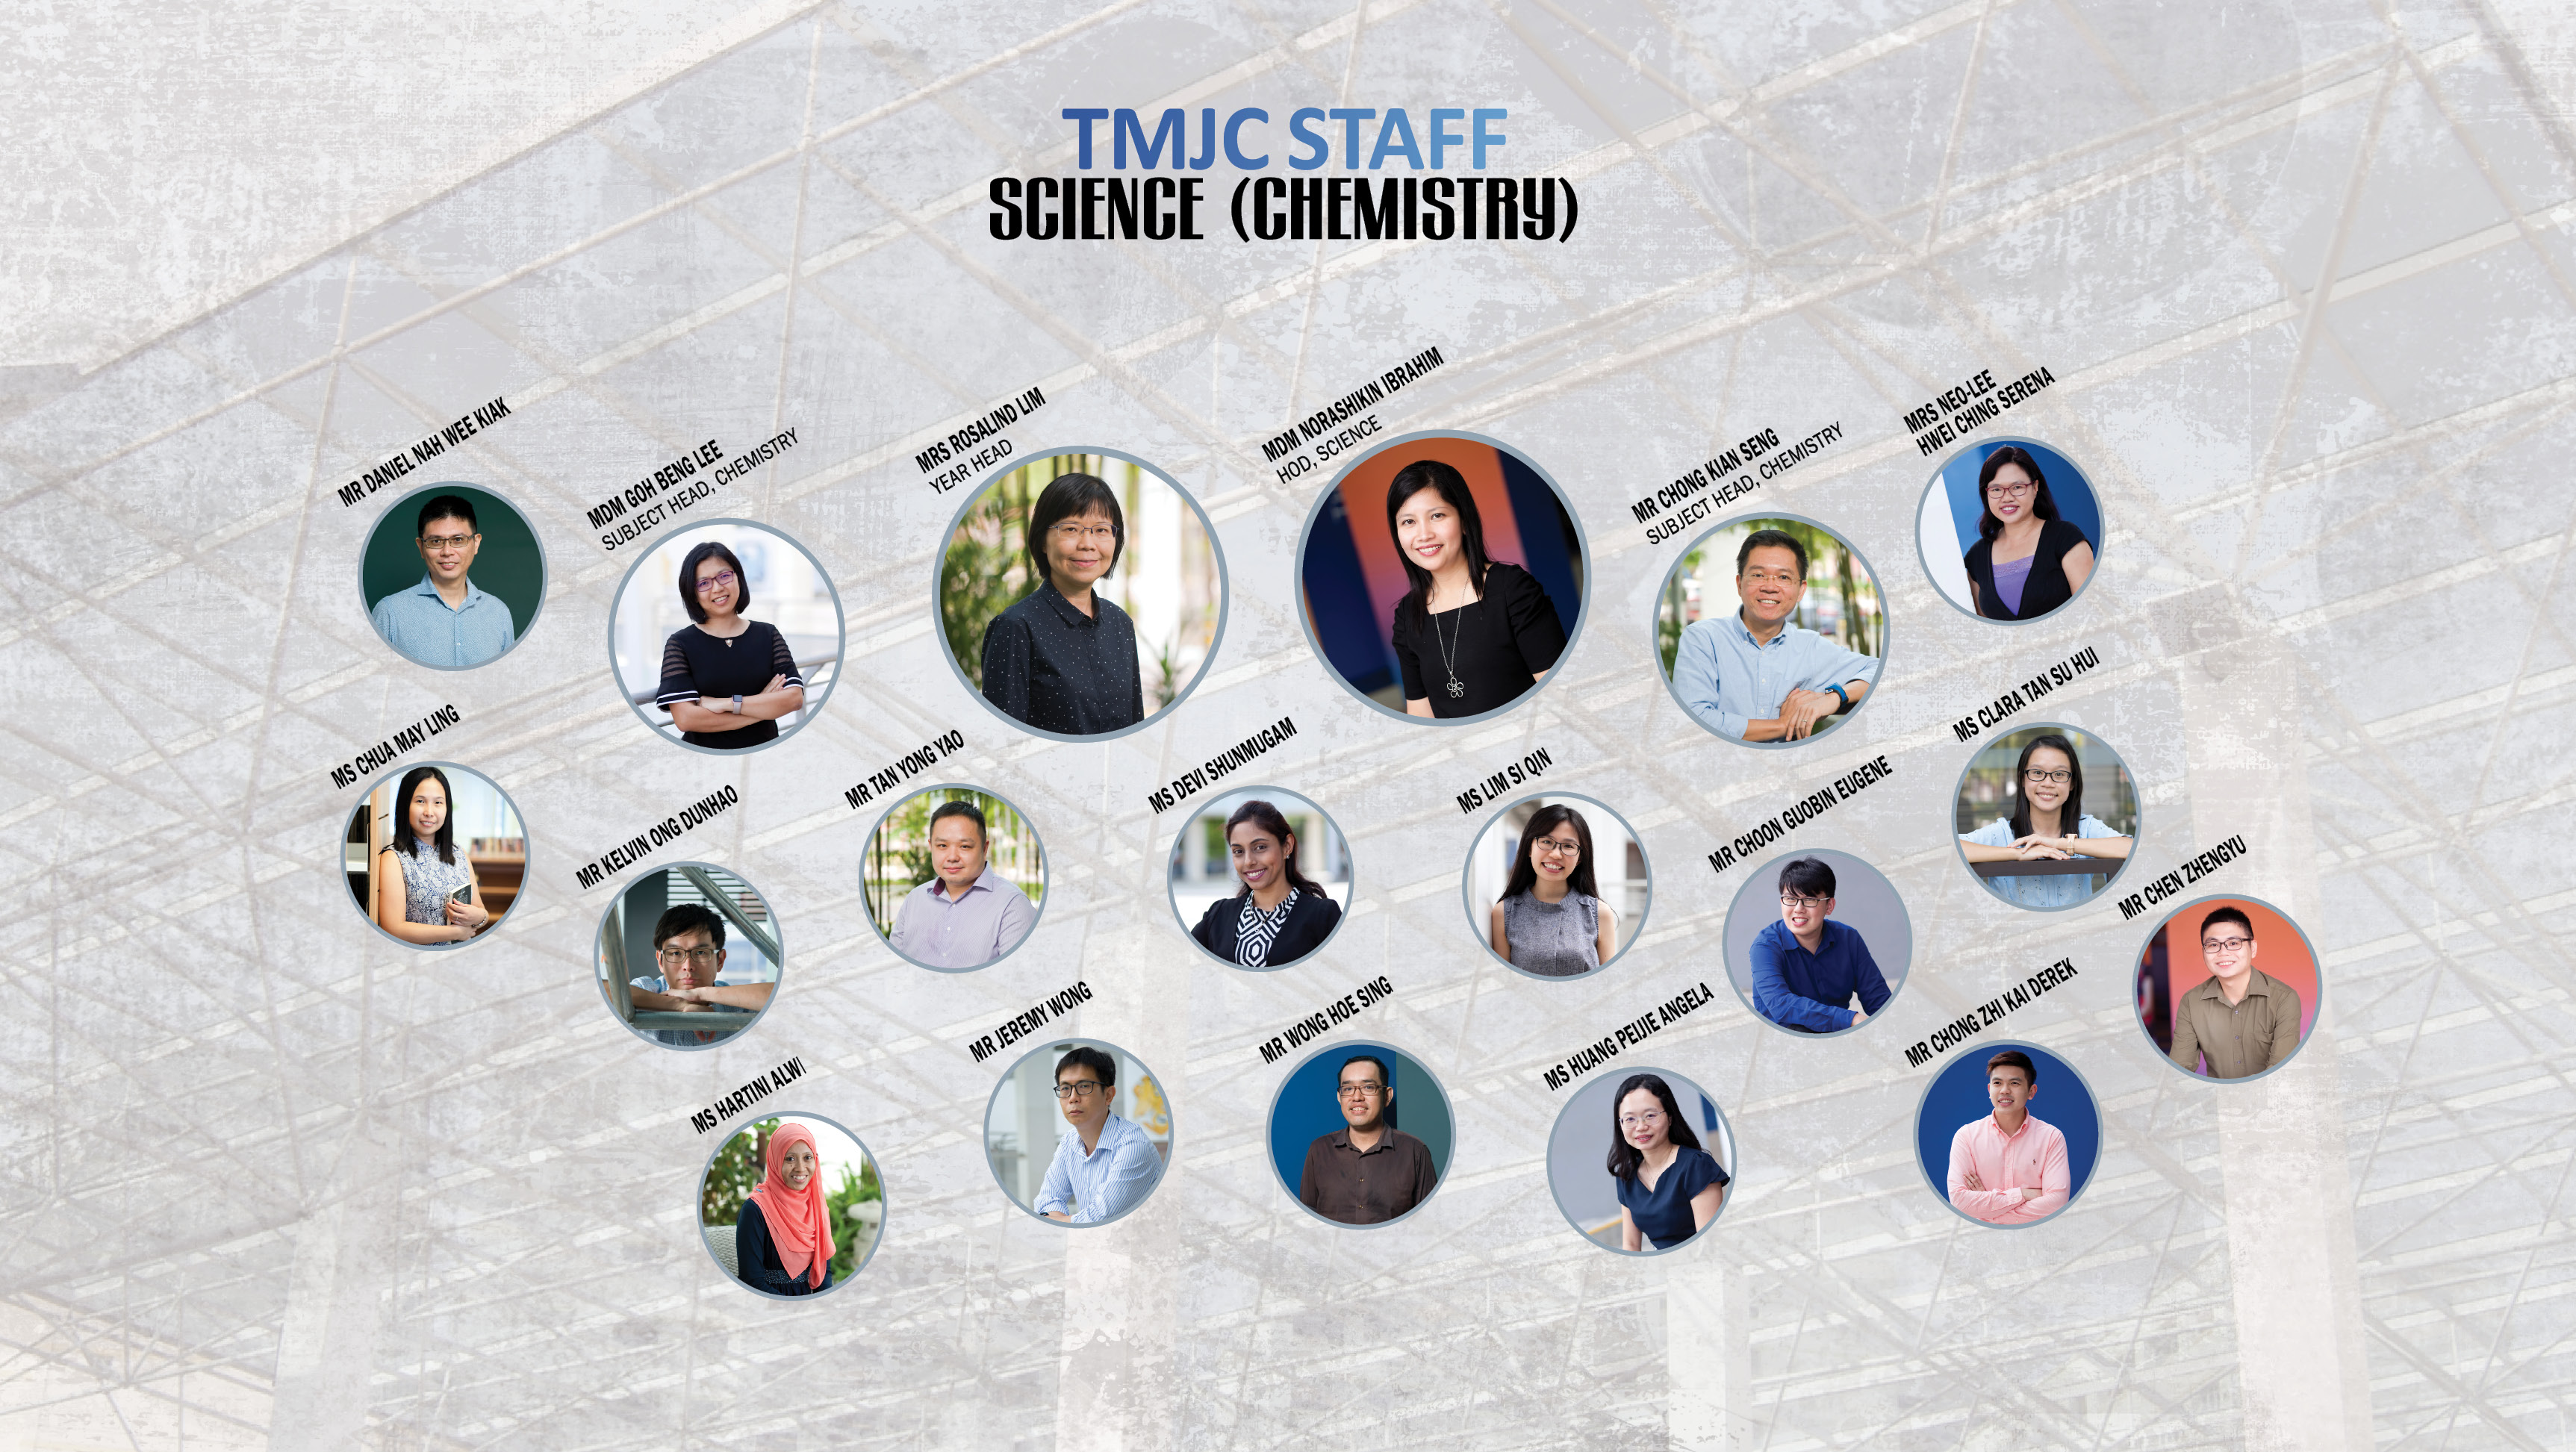 TMJC STAFF
SCIENCE (CHEMISTRY)
MR DANIEL NAH WEE KIAK
MDM GOH BENG LEE
SUBJECT HEAD, CHEMISTRY
MRS ROSALIND LIM
YEAR HEAD
MDM NORASHIKIN IBRAHIM
HOD, SCIENCE
MR CHONG KIAN SENG
SUBJECT HEAD, CHEMISTRY
MRS NEO-LEE
HWEI CHING SERENA
MS CHUA MAY LING
MR KELVIN ONG DUNHAO
MR TAN YONG YAO
MS DEVI SHUNMUGAM
MS LIM SI QIN
MR CHOON GUOBIN EUGENE
MS CLARA TAN SU HUI
MR CHEN ZHENGYU
MS HARTINI ALWI
MR JEREMY WONG
MR WONG HOE SING
MS HUANG PEIJIE ANGELA
MR CHONG ZHI KAI DEREK